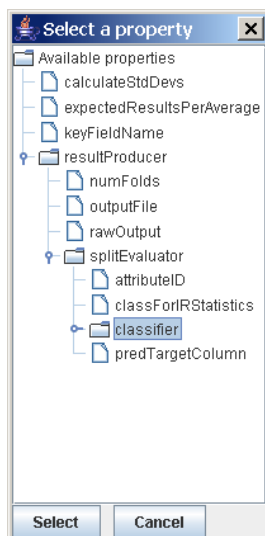 Select a property
Available properties
calculateStdDevs
expectedResultsPerAverage
keyFieldName
resultProducer
numFolds
outputFile
rawOutput
splitEvaluator
attributeID
classForIRStatistics
classifier
predTargetColumn
Select Cancel